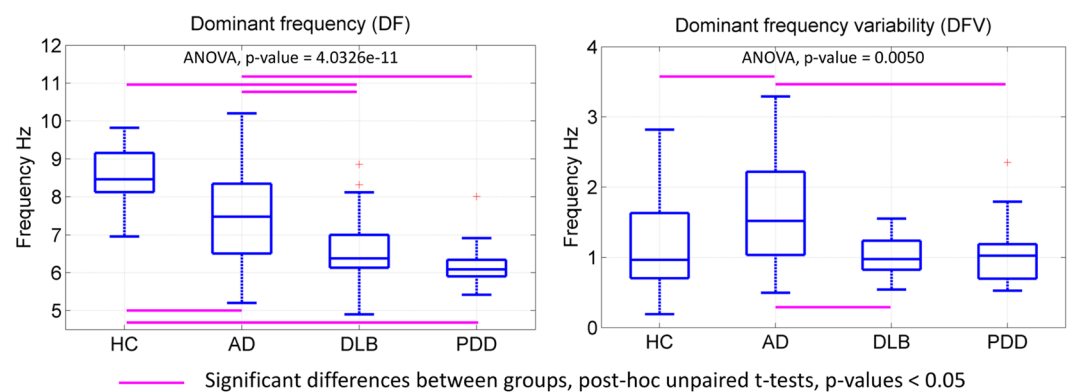 Dominant frequency (DF)
ANOVA, p-value = 4.0326e-11
Frequency Hz
12
11
10
9
8
7
6
5
HC
AD
DLB
PDD
Dominant frequency variability (DFV)
ANOVA, p-value = 0.0050
Frequency Hz
4
3
2
1
0
HC
AD
DLB
PDD
Significant differences between groups, post-hoc unpaired t-tests, p-values < 0.05